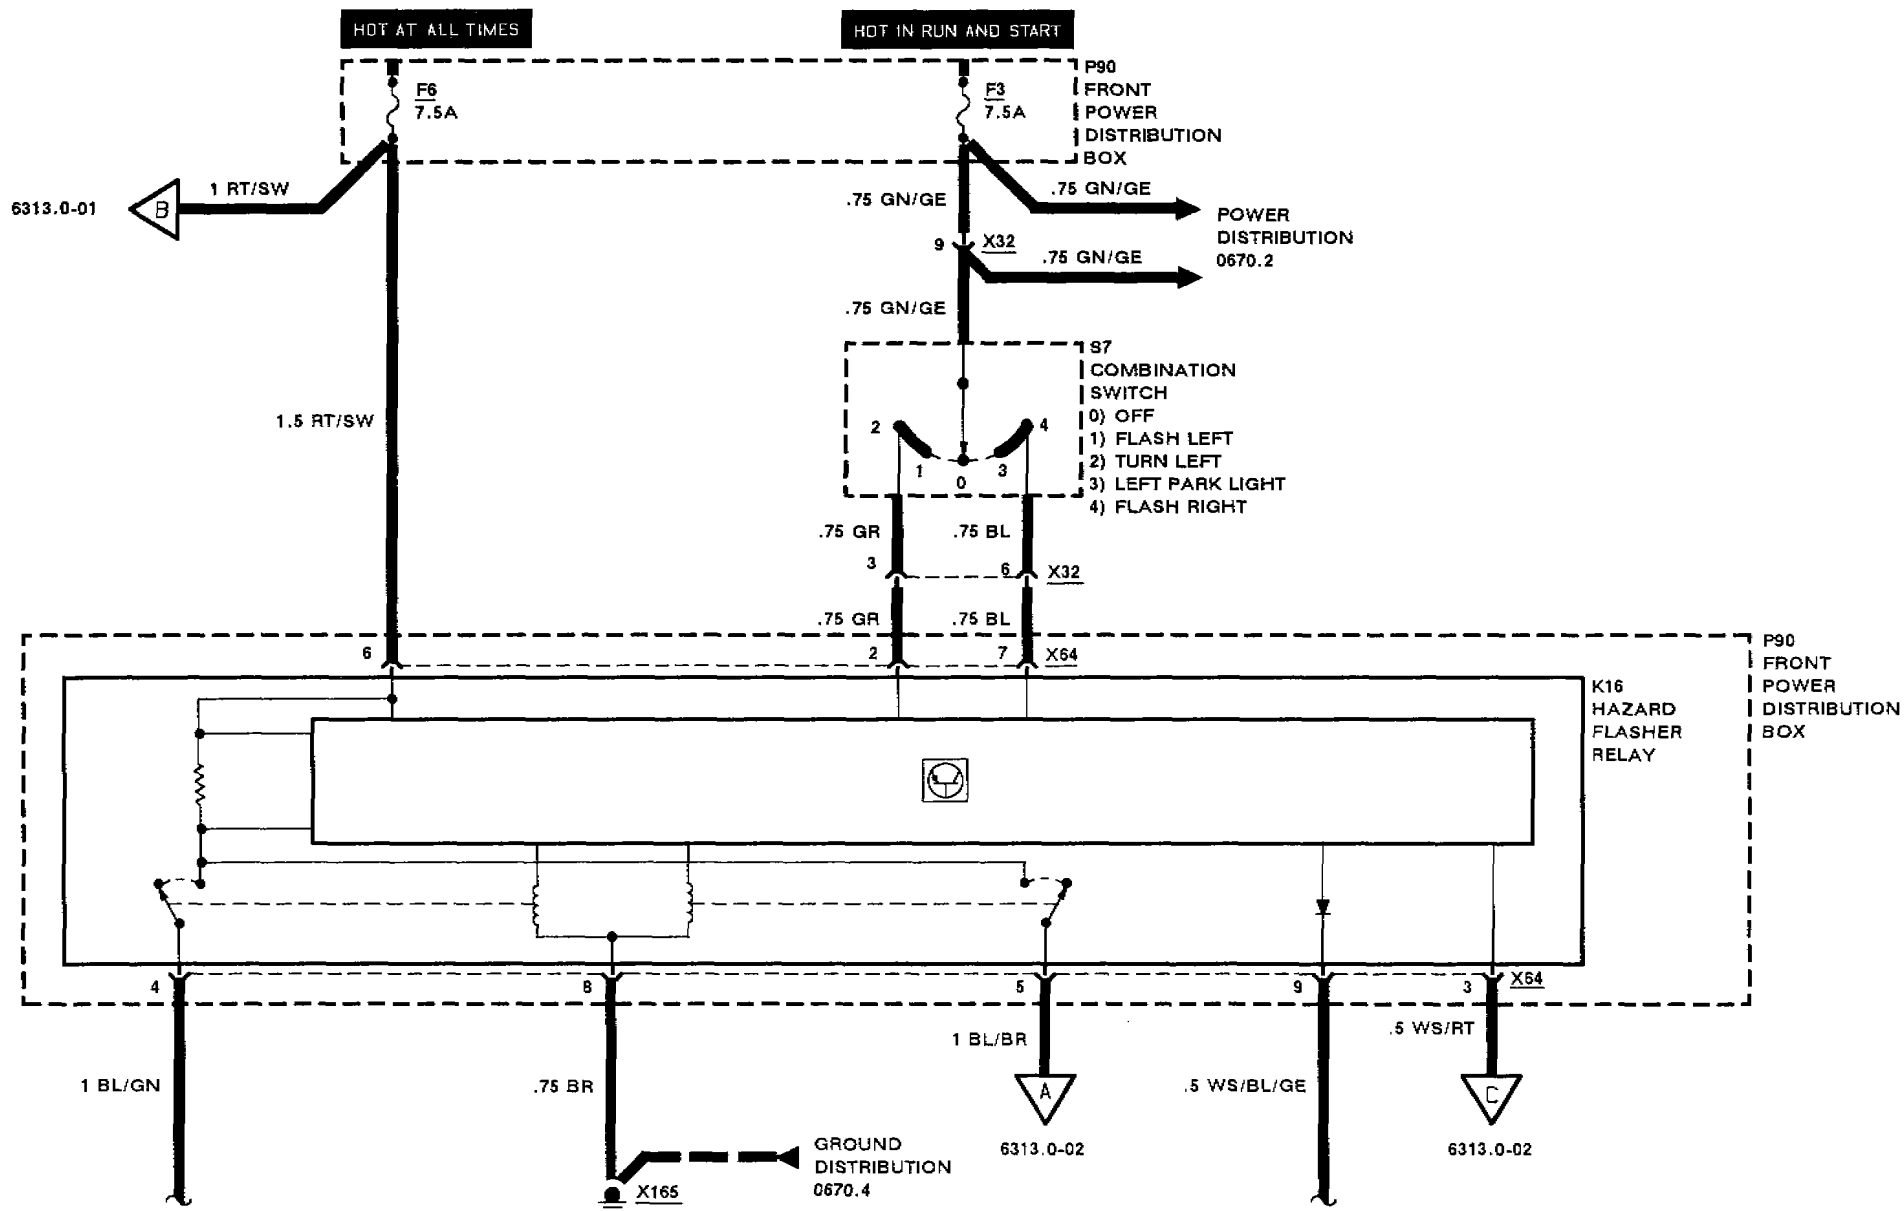 HOT AT ALL TIMES
HOT IN RUN AND START
F6
7.5A
F3
7.5A
P90
FRONT
POWER
DISTRIBUTION
BOX
6313.0-01
B
1 RT/SW
.75 GN/GE
.75 GN/GE
POWER
DISTRIBUTION
0670.2
9
X32
.75 GN/GE
.75 GN/GE
S7
COMBINATION
SWITCH
0) OFF
1) FLASH LEFT
2) TURN LEFT
3) LEFT PARK LIGHT
4) FLASH RIGHT
1.5 RT/SW
2
4
1
3
0
.75 GR
.75 BL
3
6
X32
.75 GR
.75 BL
6
2
7
X64
P90
FRONT
POWER
DISTRIBUTION
BOX
K16
HAZARD
FLASHER
RELAY
4
8
5
9
3
X64
1 BL/GN
.75 BR
1 BL/BR
.5 WS/BL/GE
.5 WS/RT
A
C
6313.0-02
6313.0-02
GROUND
DISTRIBUTION
0670.4
X165